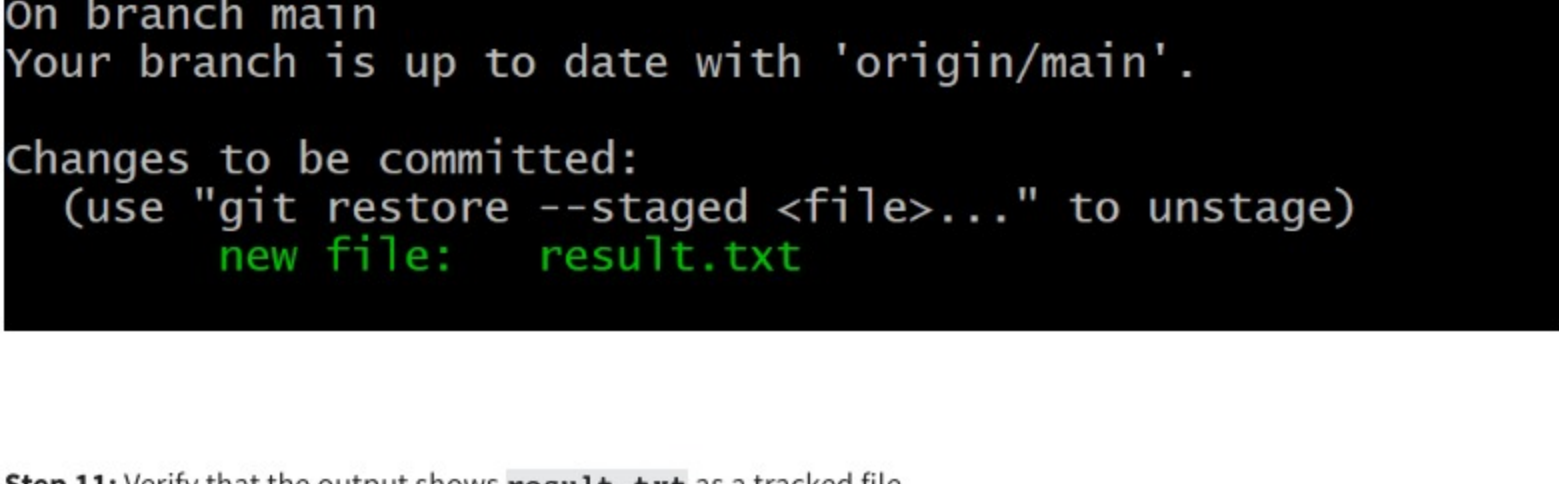 On branch main
Your branch is up to date with 'origin/main'.
Changes to be committed:
(use "git restore --staged <file>..." to unstage)
new file: result.txt
Step 11: Verify that the output shows result.txt as a tracked file